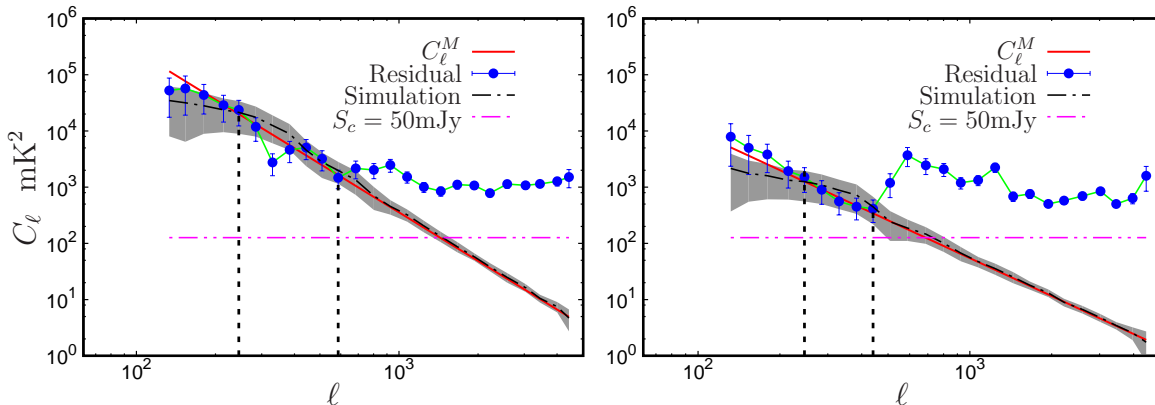 10^6
10^5
10^4
10^3
10^2
10^1
10^0
C_ℓ mK^2
10^2
10^3
ℓ
C_ℓ^M
Residual
Simulation
S_c = 50mJy
10^6
10^5
10^4
10^3
10^2
10^1
10^0
10^2
10^3
ℓ
C_ℓ^M
Residual
Simulation
S_c = 50mJy